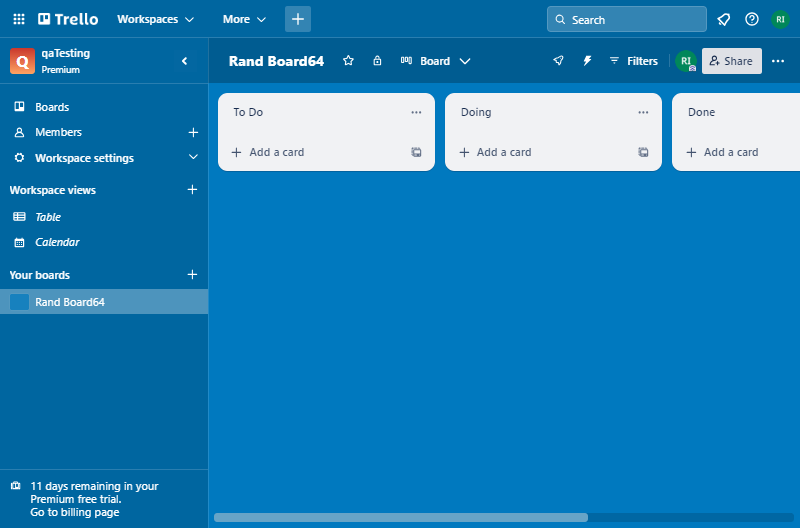 Trello Workspaces More Search RI
Q qaTesting
Premium
Rand Board64 Board Filters RI Share
Boards
Members
Workspace settings
Workspace views
Table
Calendar
Your boards
Rand Board64
To Do
Add a card
Doing
Add a card
Done
Add a card
11 days remaining in your
Premium free trial.
Go to billing page